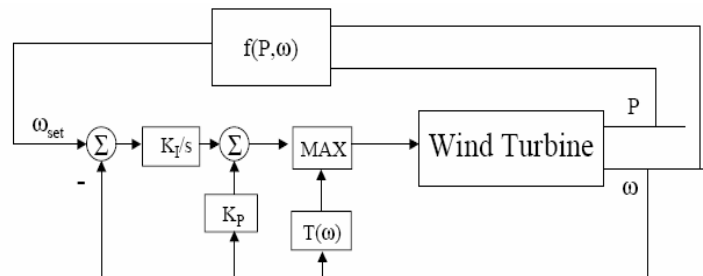 f(P,ω)
P
ω_set
Σ
K_I/s
Σ
MAX
Wind Turbine
-
ω
K_P
T(ω)